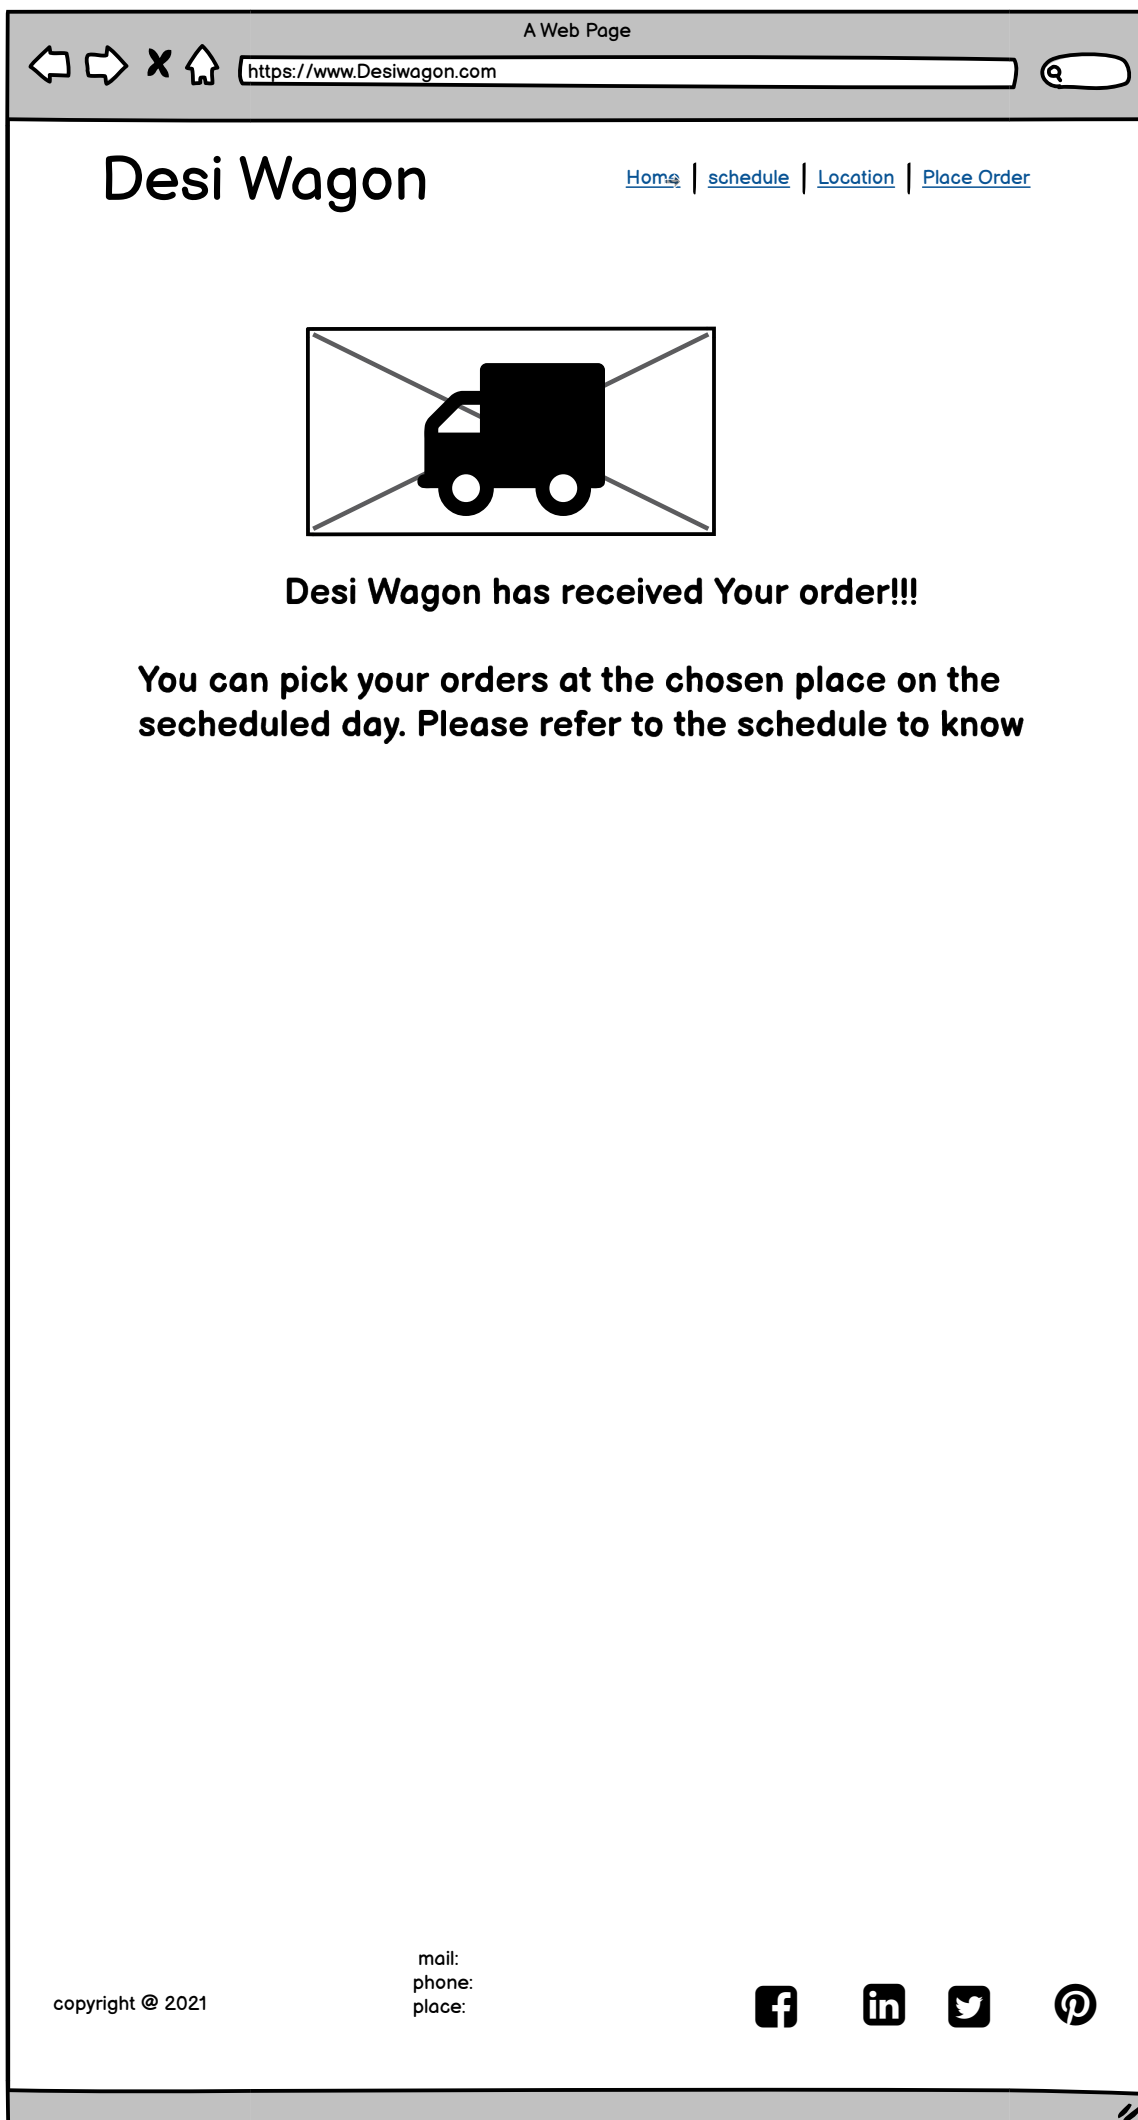 A Web Page
https://www.Desiwagon.com
Desi Wagon
Home | schedule | Location | Place Order
Desi Wagon has received Your order!!!
You can pick your orders at the chosen place on the
secheduled day. Please refer to the schedule to know
mail:
phone:
place:
copyright @ 2021